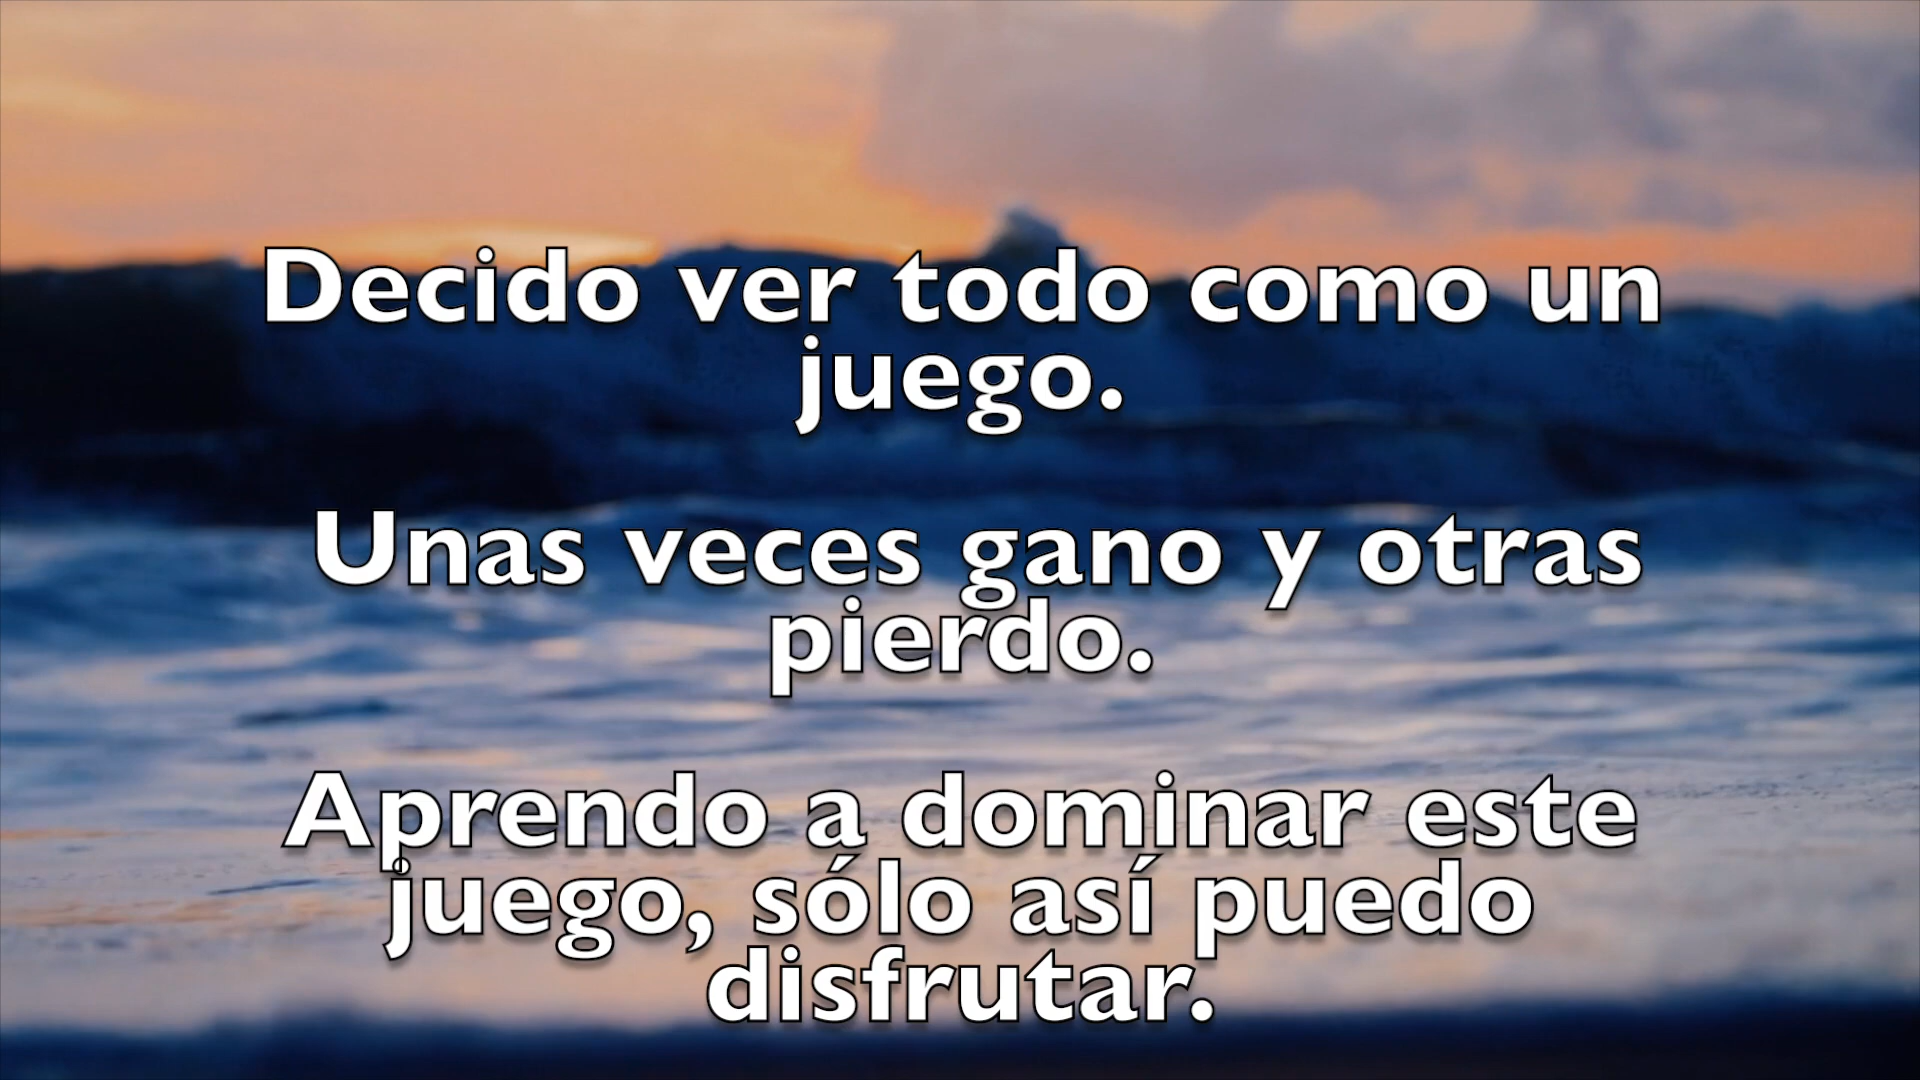 Decido ver todo como un
juego.
Unas veces gano y otras
pierdo.
Aprendo a dominar este
juego, sólo así puedo
disfrutar.